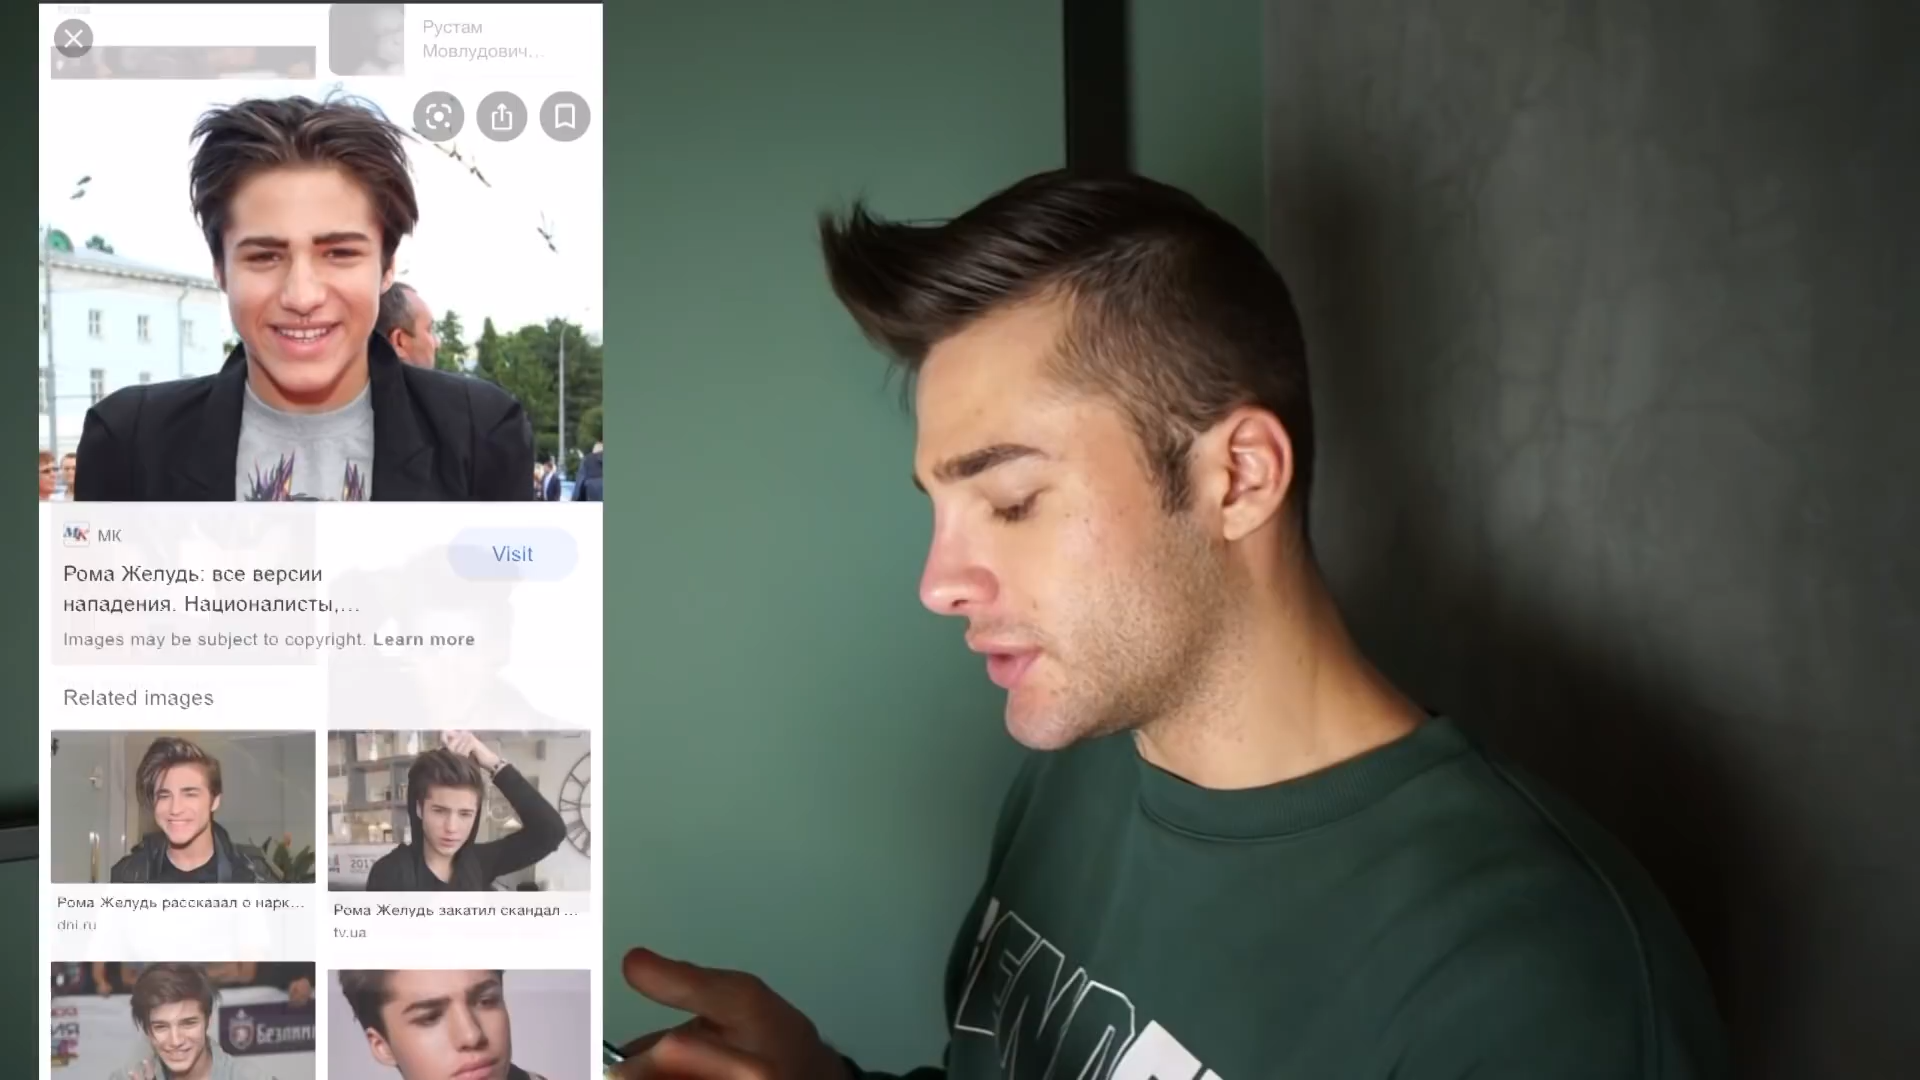 Рустам
Мовлудович...
МК
Visit
Рома Желудь: все версии
нападения. Националисты,...
Images may be subject to copyright. Learn more
Related images
2017
Рома Желудь рассказал о нарк...
dni.ru
Рома Желудь закатил скандал ...
tv.ua